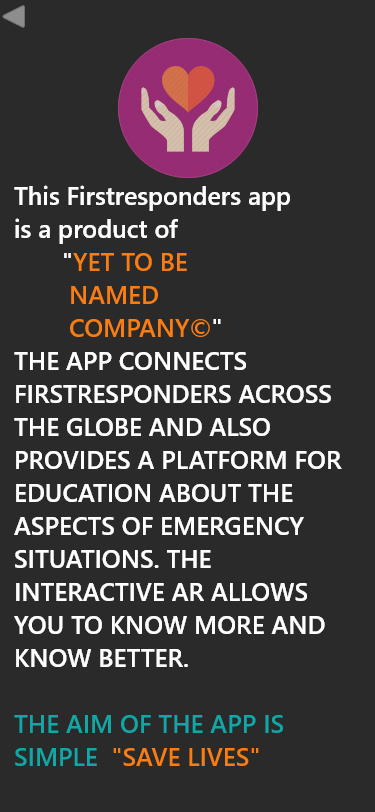 This Firstresponders app
is a product of
"YET TO BE
NAMED
COMPANY©"
THE APP CONNECTS
FIRSTRESPONDERS ACROSS
THE GLOBE AND ALSO
PROVIDES A PLATFORM FOR
EDUCATION ABOUT THE
ASPECTS OF EMERGENCY
SITUATIONS. THE
INTERACTIVE AR ALLOWS
YOU TO KNOW MORE AND
KNOW BETTER.
THE AIM OF THE APP IS
SIMPLE "SAVE LIVES"